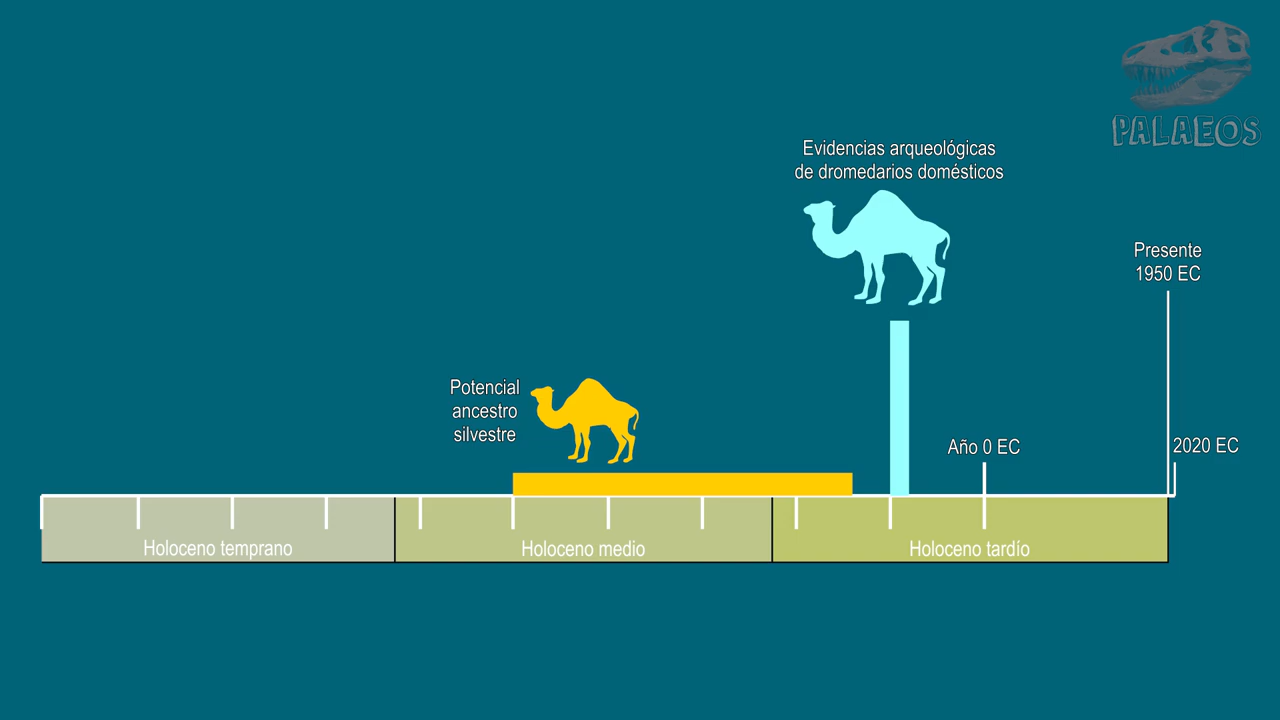 PALAEOS
Evidencias arqueológicas
de dromedarios domésticos
Presente
1950 EC
Potencial
ancestro
silvestre
Año 0 EC
2020 EC
Holoceno temprano
Holoceno medio
Holoceno tardío